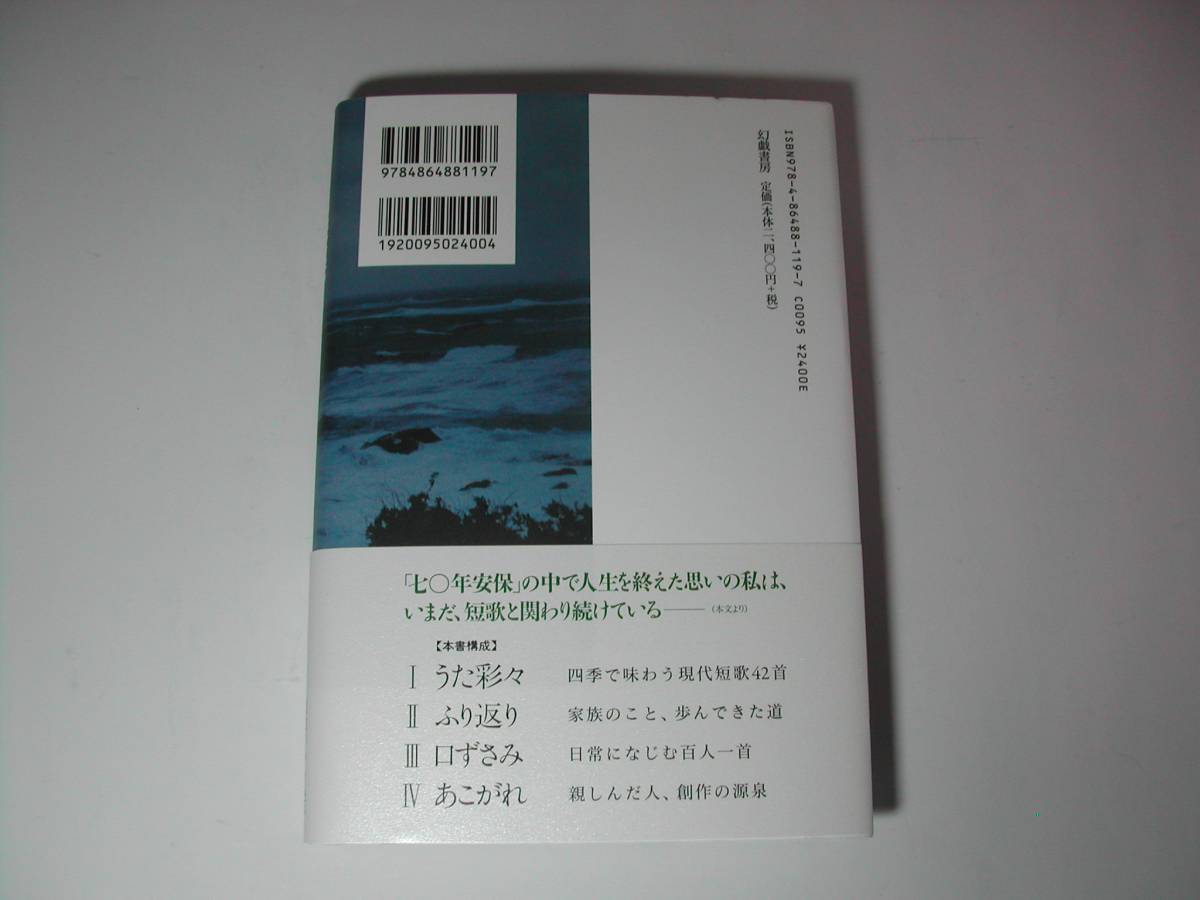 9784864881197
1920095024004
ISBN978-4-86488-119-7 C0095 ¥2400E
幻戯書房 定価(本体二,四〇〇円+税)
「七〇年安保」の中で人生を終えた思いの私は、
いまだ、短歌と関わり続けている――(本文より)
【本書構成】
Ⅰ うた彩々 四季で味わう現代短歌42首
Ⅱ ふり返り 家族のこと、歩んできた道
Ⅲ 口ずさみ 日常になじむ百人一首
Ⅳ あこがれ 親しんだ人、創作の源泉